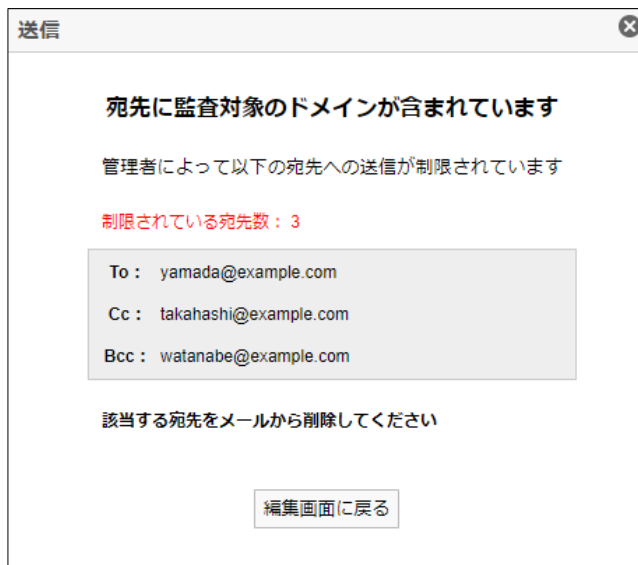 送信
宛先に監査対象のドメインが含まれています
管理者によって以下の宛先への送信が制限されています
制限されている宛先数： 3
To： yamada@example.com
Cc： takahashi@example.com
Bcc： watanabe@example.com
該当する宛先をメールから削除してください
編集画面に戻る